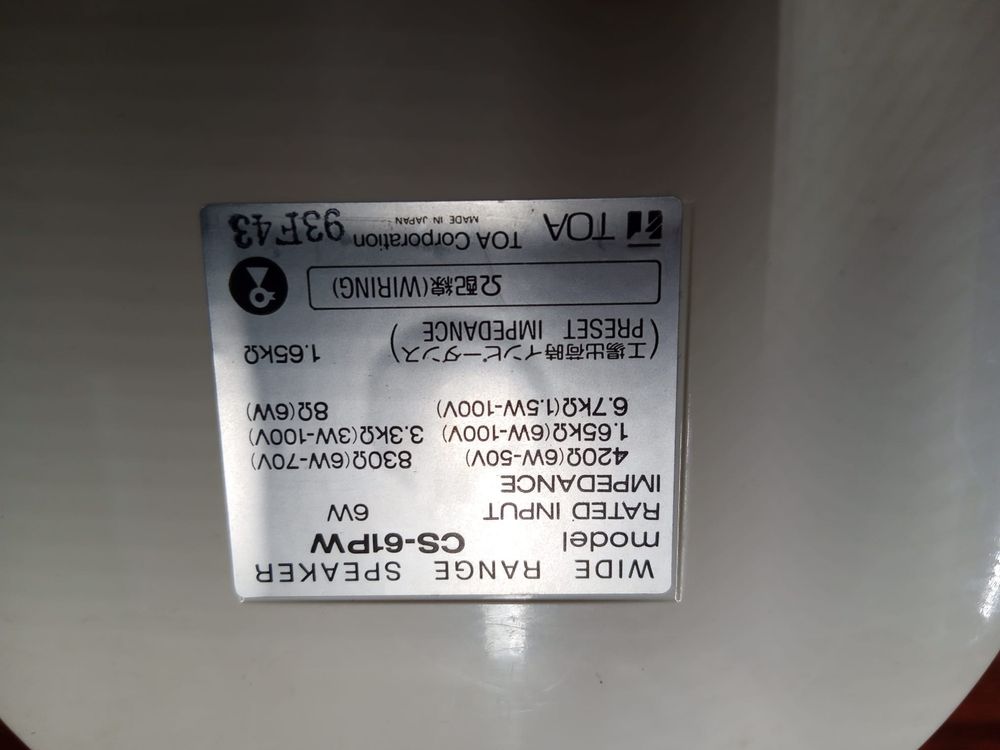 WIDE RANGE SPEAKER
model CS-61PW
RATED INPUT 6W
IMPEDANCE
420Ω(6W-50V) 830Ω(6W-70V)
1.65kΩ(6W-100V) 3.3kΩ(3W-100V)
6.7kΩ(1.5W-100V) 8Ω(6W)
(工場出荷時インピーダンス) 1.65kΩ
(PRESET IMPEDANCE)
Ω配線(WIRING)
TOA TOA Corporation 93F43
MADE IN JAPAN